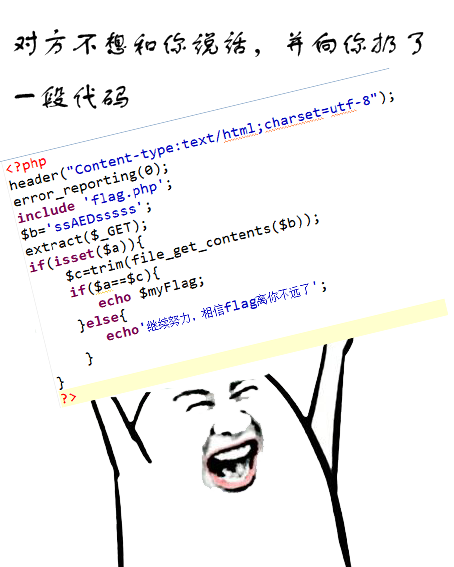 对方不想和你说话，并向你扔了
一段代码
<?php
header("Content-type:text/html;charset=utf-8");
error_reporting(0);
include 'flag.php';
$b='ssAEDsssss';
extract($_GET);
if(isset($a)){
$c=trim(file_get_contents($b));
if($a==$c){
echo $myFlag;
}else{
echo'继续努力，相信flag离你不远了';
}
}
?>